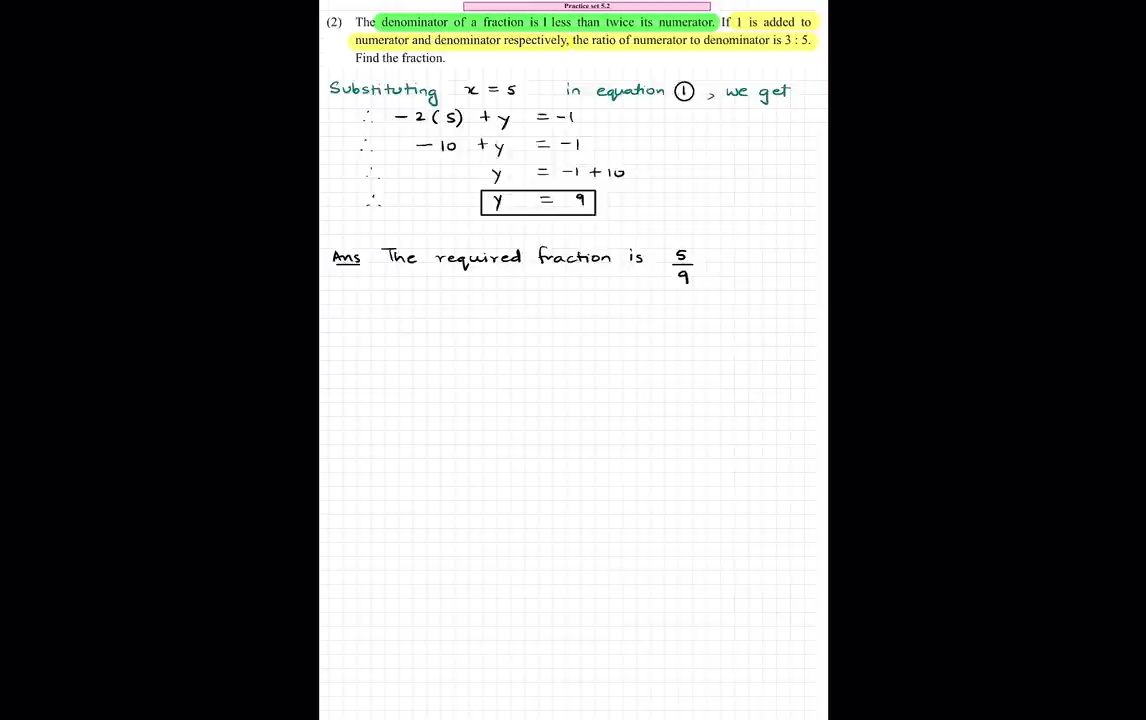 Practice set 5.2
(2) The denominator of a fraction is 1 less than twice its numerator. If 1 is added to
numerator and denominator respectively, the ratio of numerator to denominator is 3 : 5.
Find the fraction.
Substituting x = 5 in equation ①, we get
∴ - 2 ( 5 ) + y = -1
∴ - 10 + y = -1
∴ y = -1 + 10
∴ y = 9
Ans The required fraction is 5/9